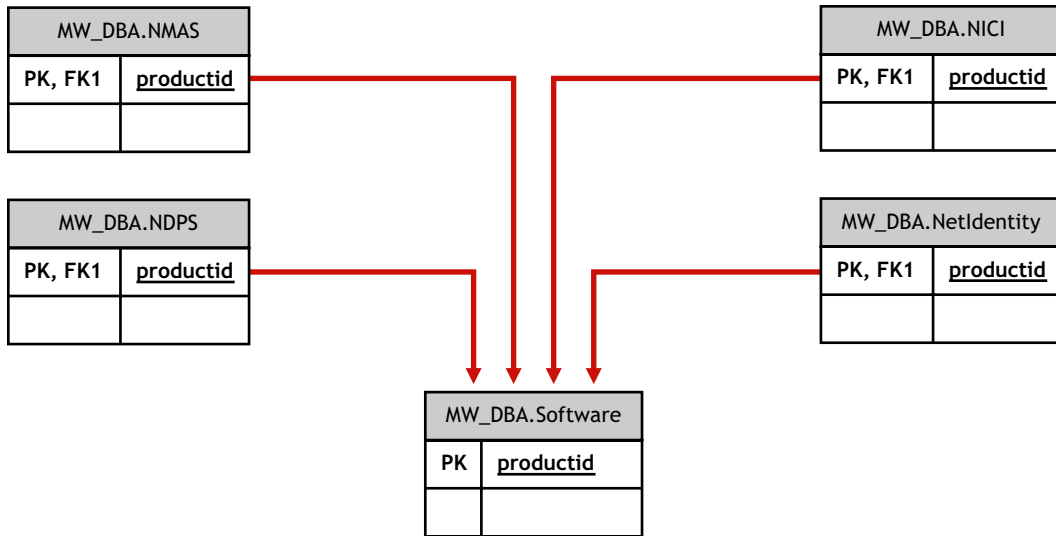 MW_DBA.NMAS
PK, FK1 productid
MW_DBA.NICI
PK, FK1 productid
MW_DBA.NDPS
PK, FK1 productid
MW_DBA.NetIdentity
PK, FK1 productid
MW_DBA.Software
PK productid